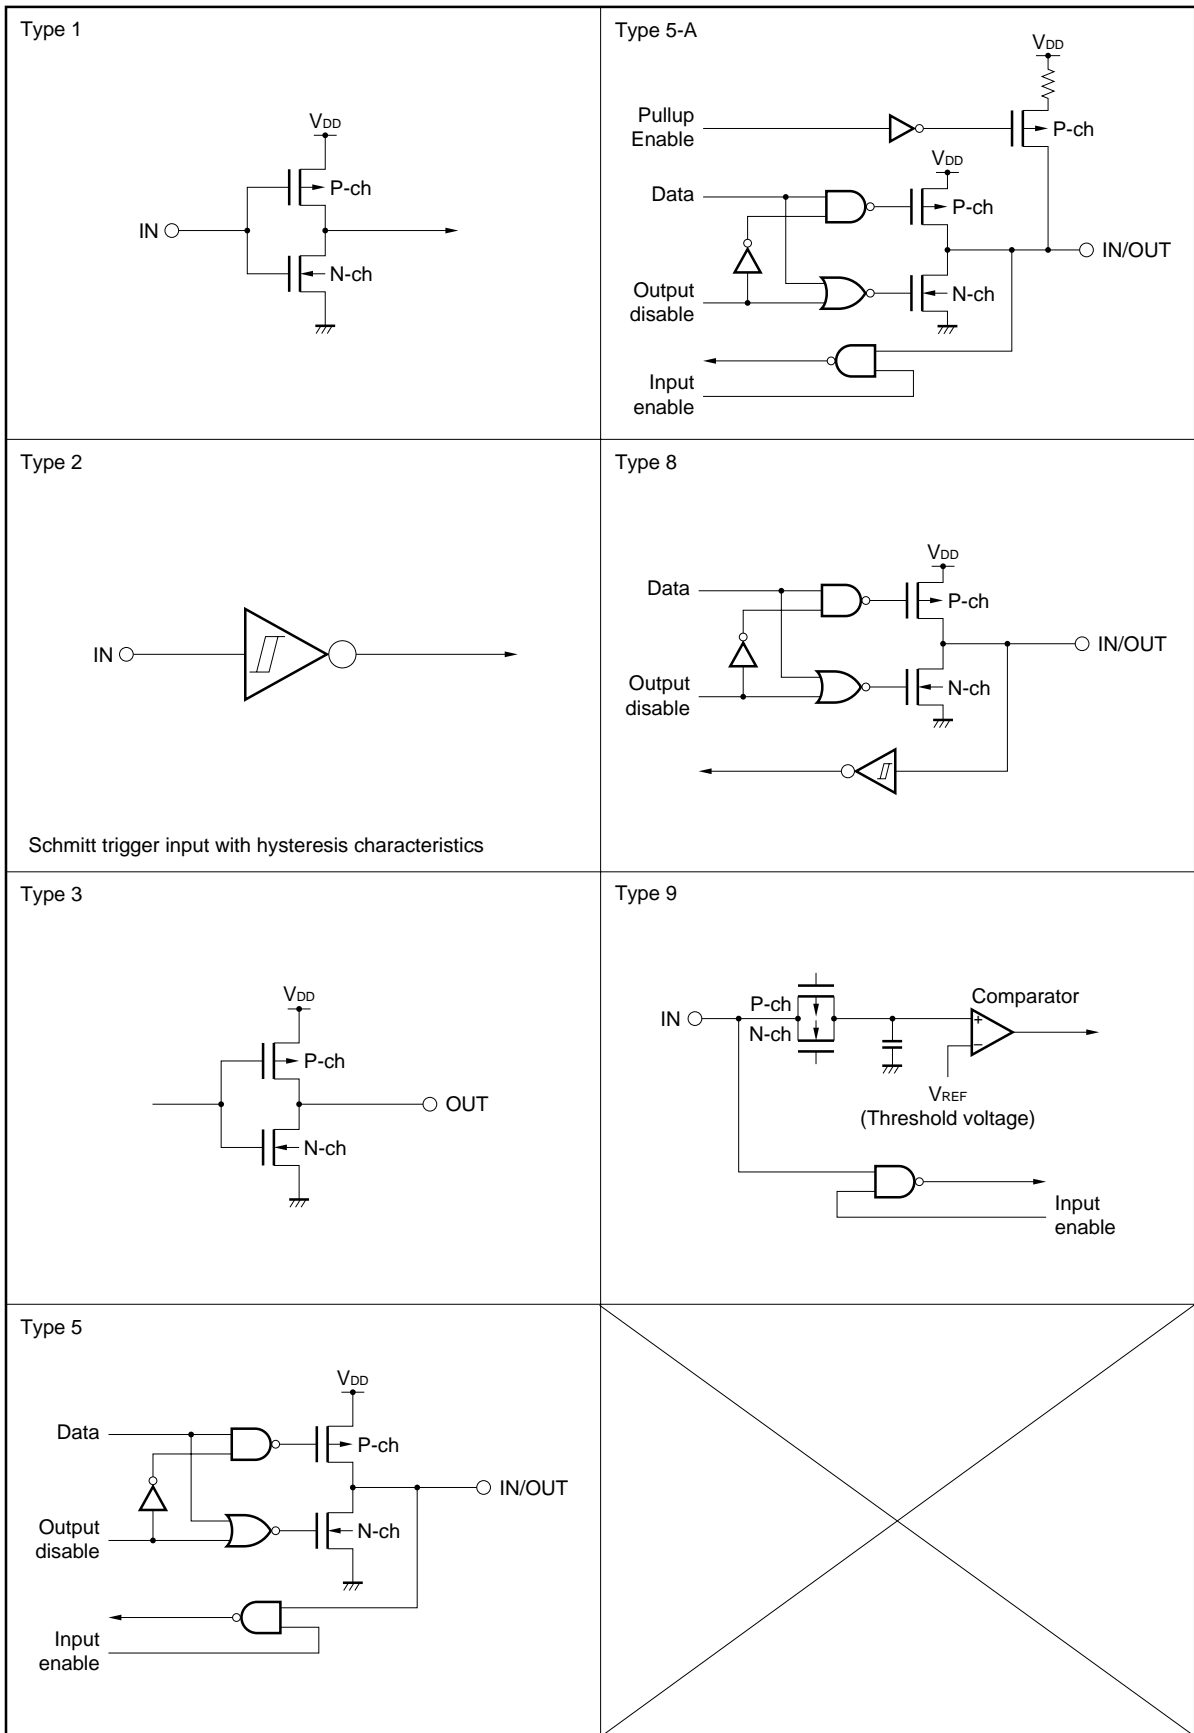 Type 1
VDD
P-ch
IN
N-ch
Type 5-A
VDD
Pullup
Enable
P-ch
VDD
Data
P-ch
IN/OUT
Output
disable
N-ch
Input
enable
Type 2
IN
Schmitt trigger input with hysteresis characteristics
Type 8
VDD
Data
P-ch
IN/OUT
Output
disable
N-ch
Type 3
VDD
P-ch
OUT
N-ch
Type 9
P-ch
IN
N-ch
Comparator
+
−
VREF
(Threshold voltage)
Input
enable
Type 5
VDD
Data
P-ch
IN/OUT
Output
disable
N-ch
Input
enable